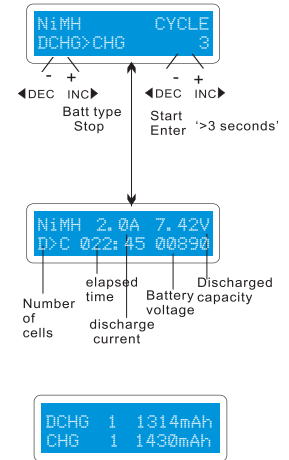 NiMH CYCLE
DCHG>CHG 3
- + - +
◀DEC INC▶ ◀DEC INC▶
Batt type
Stop
Start
Enter '>3 seconds'
NiMH 2.0A 7.42V
D>C 022:45 00890
elapsed
time
Discharged
capacity
Battery
voltage
Number
of
cells
discharge
current
DCHG 1 1314mAh
CHG 1 1430mAh